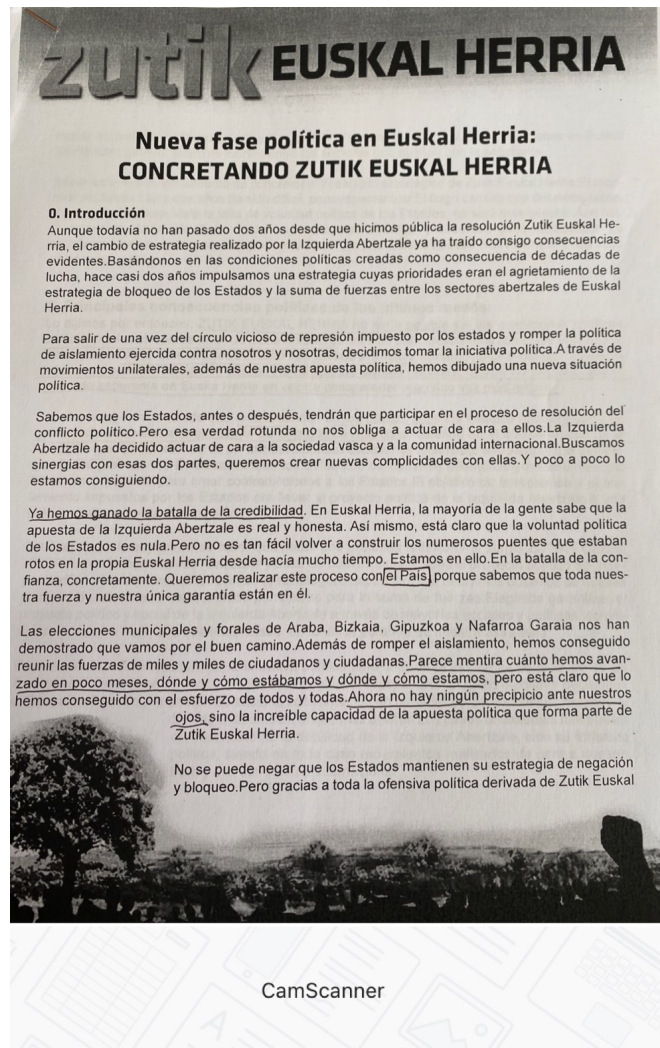 zutik EUSKAL HERRIA
Nueva fase política en Euskal Herria:
CONCRETANDO ZUTIK EUSKAL HERRIA
0. Introducción
Aunque todavía no han pasado dos años desde que hicimos pública la resolución Zutik Euskal He-
rria, el cambio de estrategia realizado por la Izquierda Abertzale ya ha traído consigo consecuencias
evidentes.Basándonos en las condiciones políticas creadas como consecuencia de décadas de
lucha, hace casi dos años impulsamos una estrategia cuyas prioridades eran el agrietamiento de la
estrategia de bloqueo de los Estados y la suma de fuerzas entre los sectores abertzales de Euskal
Herria.
Para salir de una vez del círculo vicioso de represión impuesto por los estados y romper la política
de aislamiento ejercida contra nosotros y nosotras, decidimos tomar la iniciativa política.A través de
movimientos unilaterales, además de nuestra apuesta política, hemos dibujado una nueva situación
política.
Sabemos que los Estados, antes o después, tendrán que participar en el proceso de resolución del
conflicto político.Pero esa verdad rotunda no nos obliga a actuar de cara a ellos.La Izquierda
Abertzale ha decidido actuar de cara a la sociedad vasca y a la comunidad internacional.Buscamos
sinergias con esas dos partes, queremos crear nuevas complicidades con ellas.Y poco a poco lo
estamos consiguiendo.
Ya hemos ganado la batalla de la credibilidad. En Euskal Herria, la mayoría de la gente sabe que la
apuesta de la Izquierda Abertzale es real y honesta. Así mismo, está claro que la voluntad política
de los Estados es nula.Pero no es tan fácil volver a construir los numerosos puentes que estaban
rotos en la propia Euskal Herria desde hacía mucho tiempo. Estamos en ello.En la batalla de la con-
fianza, concretamente. Queremos realizar este proceso con el País, porque sabemos que toda nues-
tra fuerza y nuestra única garantía están en él.
Las elecciones municipales y forales de Araba, Bizkaia, Gipuzkoa y Nafarroa Garaia nos han
demostrado que vamos por el buen camino.Además de romper el aislamiento, hemos conseguido
reunir las fuerzas de miles y miles de ciudadanos y ciudadanas.Parece mentira cuánto hemos avan-
zado en poco meses, dónde y cómo estábamos y dónde y cómo estamos, pero está claro que lo
hemos conseguido con el esfuerzo de todos y todas.Ahora no hay ningún precipicio ante nuestros
ojos, sino la increíble capacidad de la apuesta política que forma parte de
Zutik Euskal Herria.
No se puede negar que los Estados mantienen su estrategia de negación
y bloqueo.Pero gracias a toda la ofensiva política derivada de Zutik Euskal
CamScanner